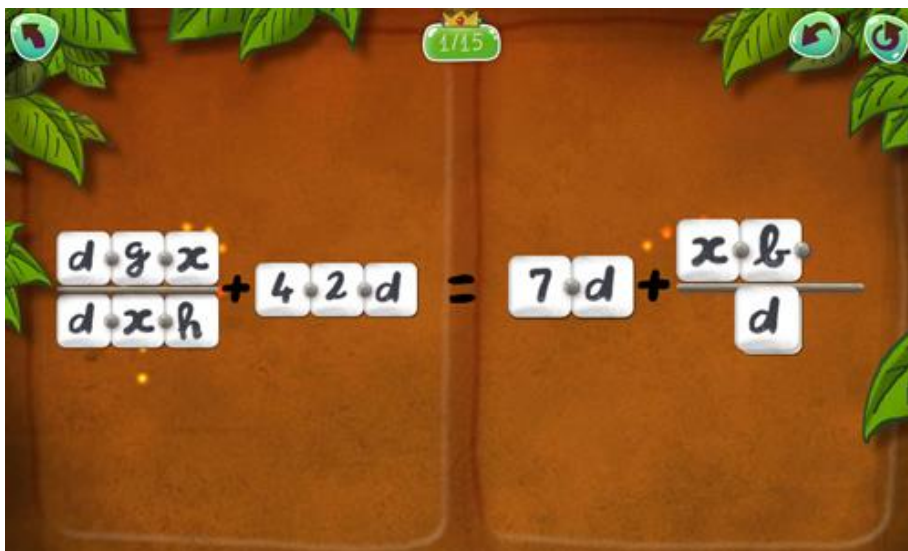 1/15
d·g·x
d·x·h
+ 4·2·d = 7·d +
x·b·
d